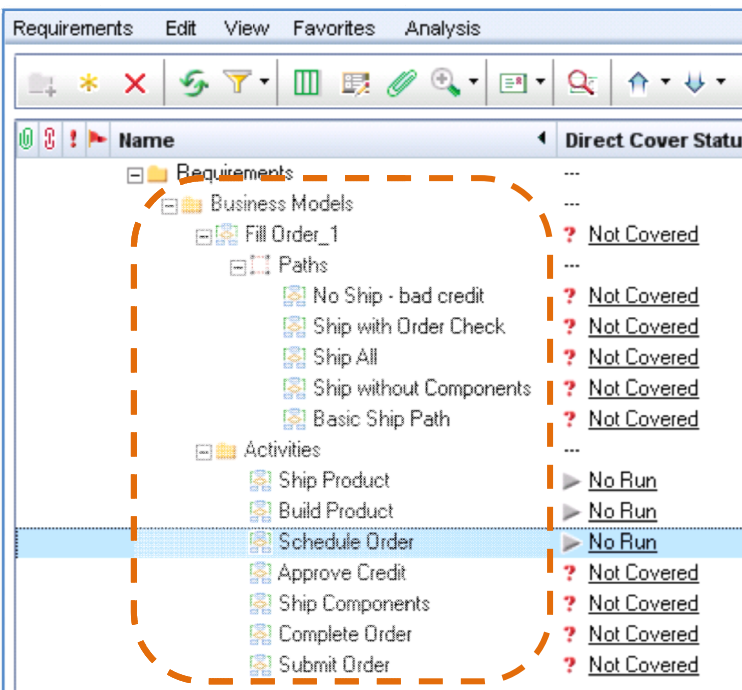 Requirements Edit View Favorites Analysis
Name Direct Cover Statu
Requirements ---
Business Models ---
Fill Order_1 ? Not Covered
Paths ---
No Ship - bad credit ? Not Covered
Ship with Order Check ? Not Covered
Ship All ? Not Covered
Ship without Components ? Not Covered
Basic Ship Path ? Not Covered
Activities ---
Ship Product No Run
Build Product No Run
Schedule Order No Run
Approve Credit ? Not Covered
Ship Components ? Not Covered
Complete Order ? Not Covered
Submit Order ? Not Covered